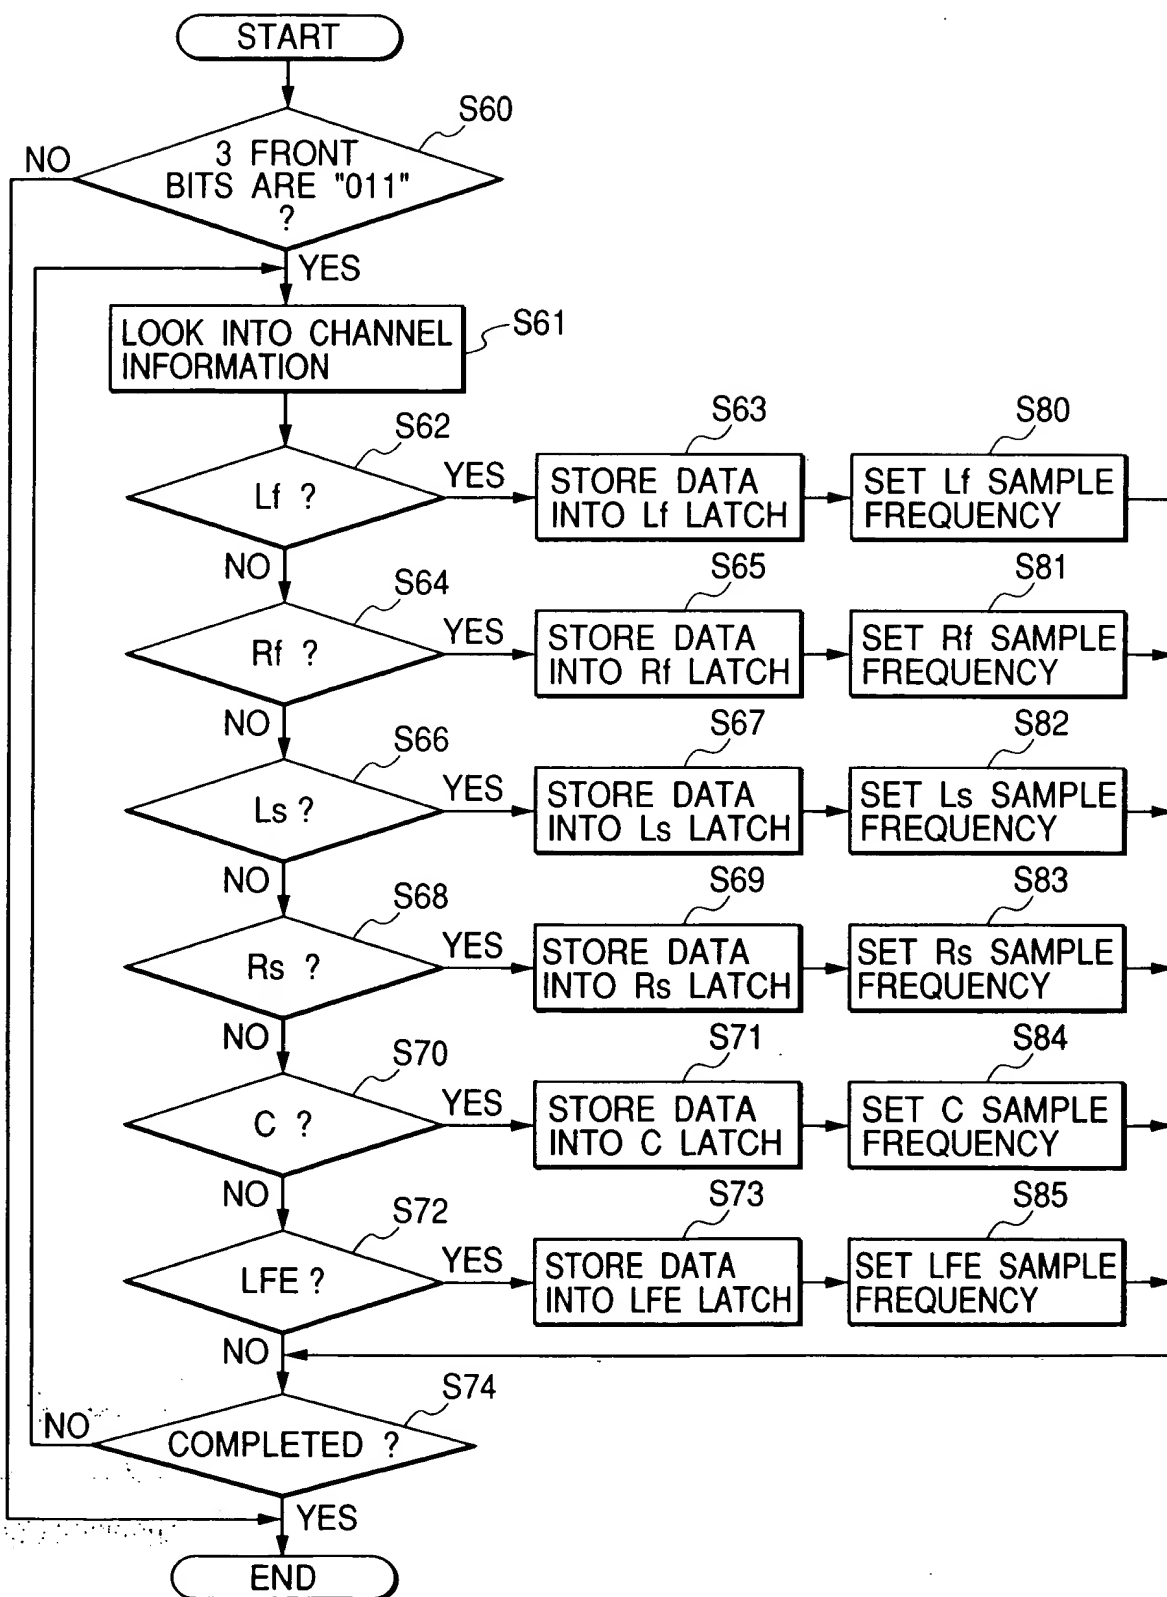 START
S60
3 FRONT
BITS ARE "011"
?
NO
YES
LOOK INTO CHANNEL
INFORMATION
S61
S62
Lf ?
YES
S63
STORE DATA
INTO Lf LATCH
S80
SET Lf SAMPLE
FREQUENCY
NO
S64
Rf ?
YES
S65
STORE DATA
INTO Rf LATCH
S81
SET Rf SAMPLE
FREQUENCY
NO
S66
Ls ?
YES
S67
STORE DATA
INTO Ls LATCH
S82
SET Ls SAMPLE
FREQUENCY
NO
S68
Rs ?
YES
S69
STORE DATA
INTO Rs LATCH
S83
SET Rs SAMPLE
FREQUENCY
NO
S70
C ?
YES
S71
STORE DATA
INTO C LATCH
S84
SET C SAMPLE
FREQUENCY
NO
S72
LFE ?
YES
S73
STORE DATA
INTO LFE LATCH
S85
SET LFE SAMPLE
FREQUENCY
NO
S74
COMPLETED ?
NO
YES
END